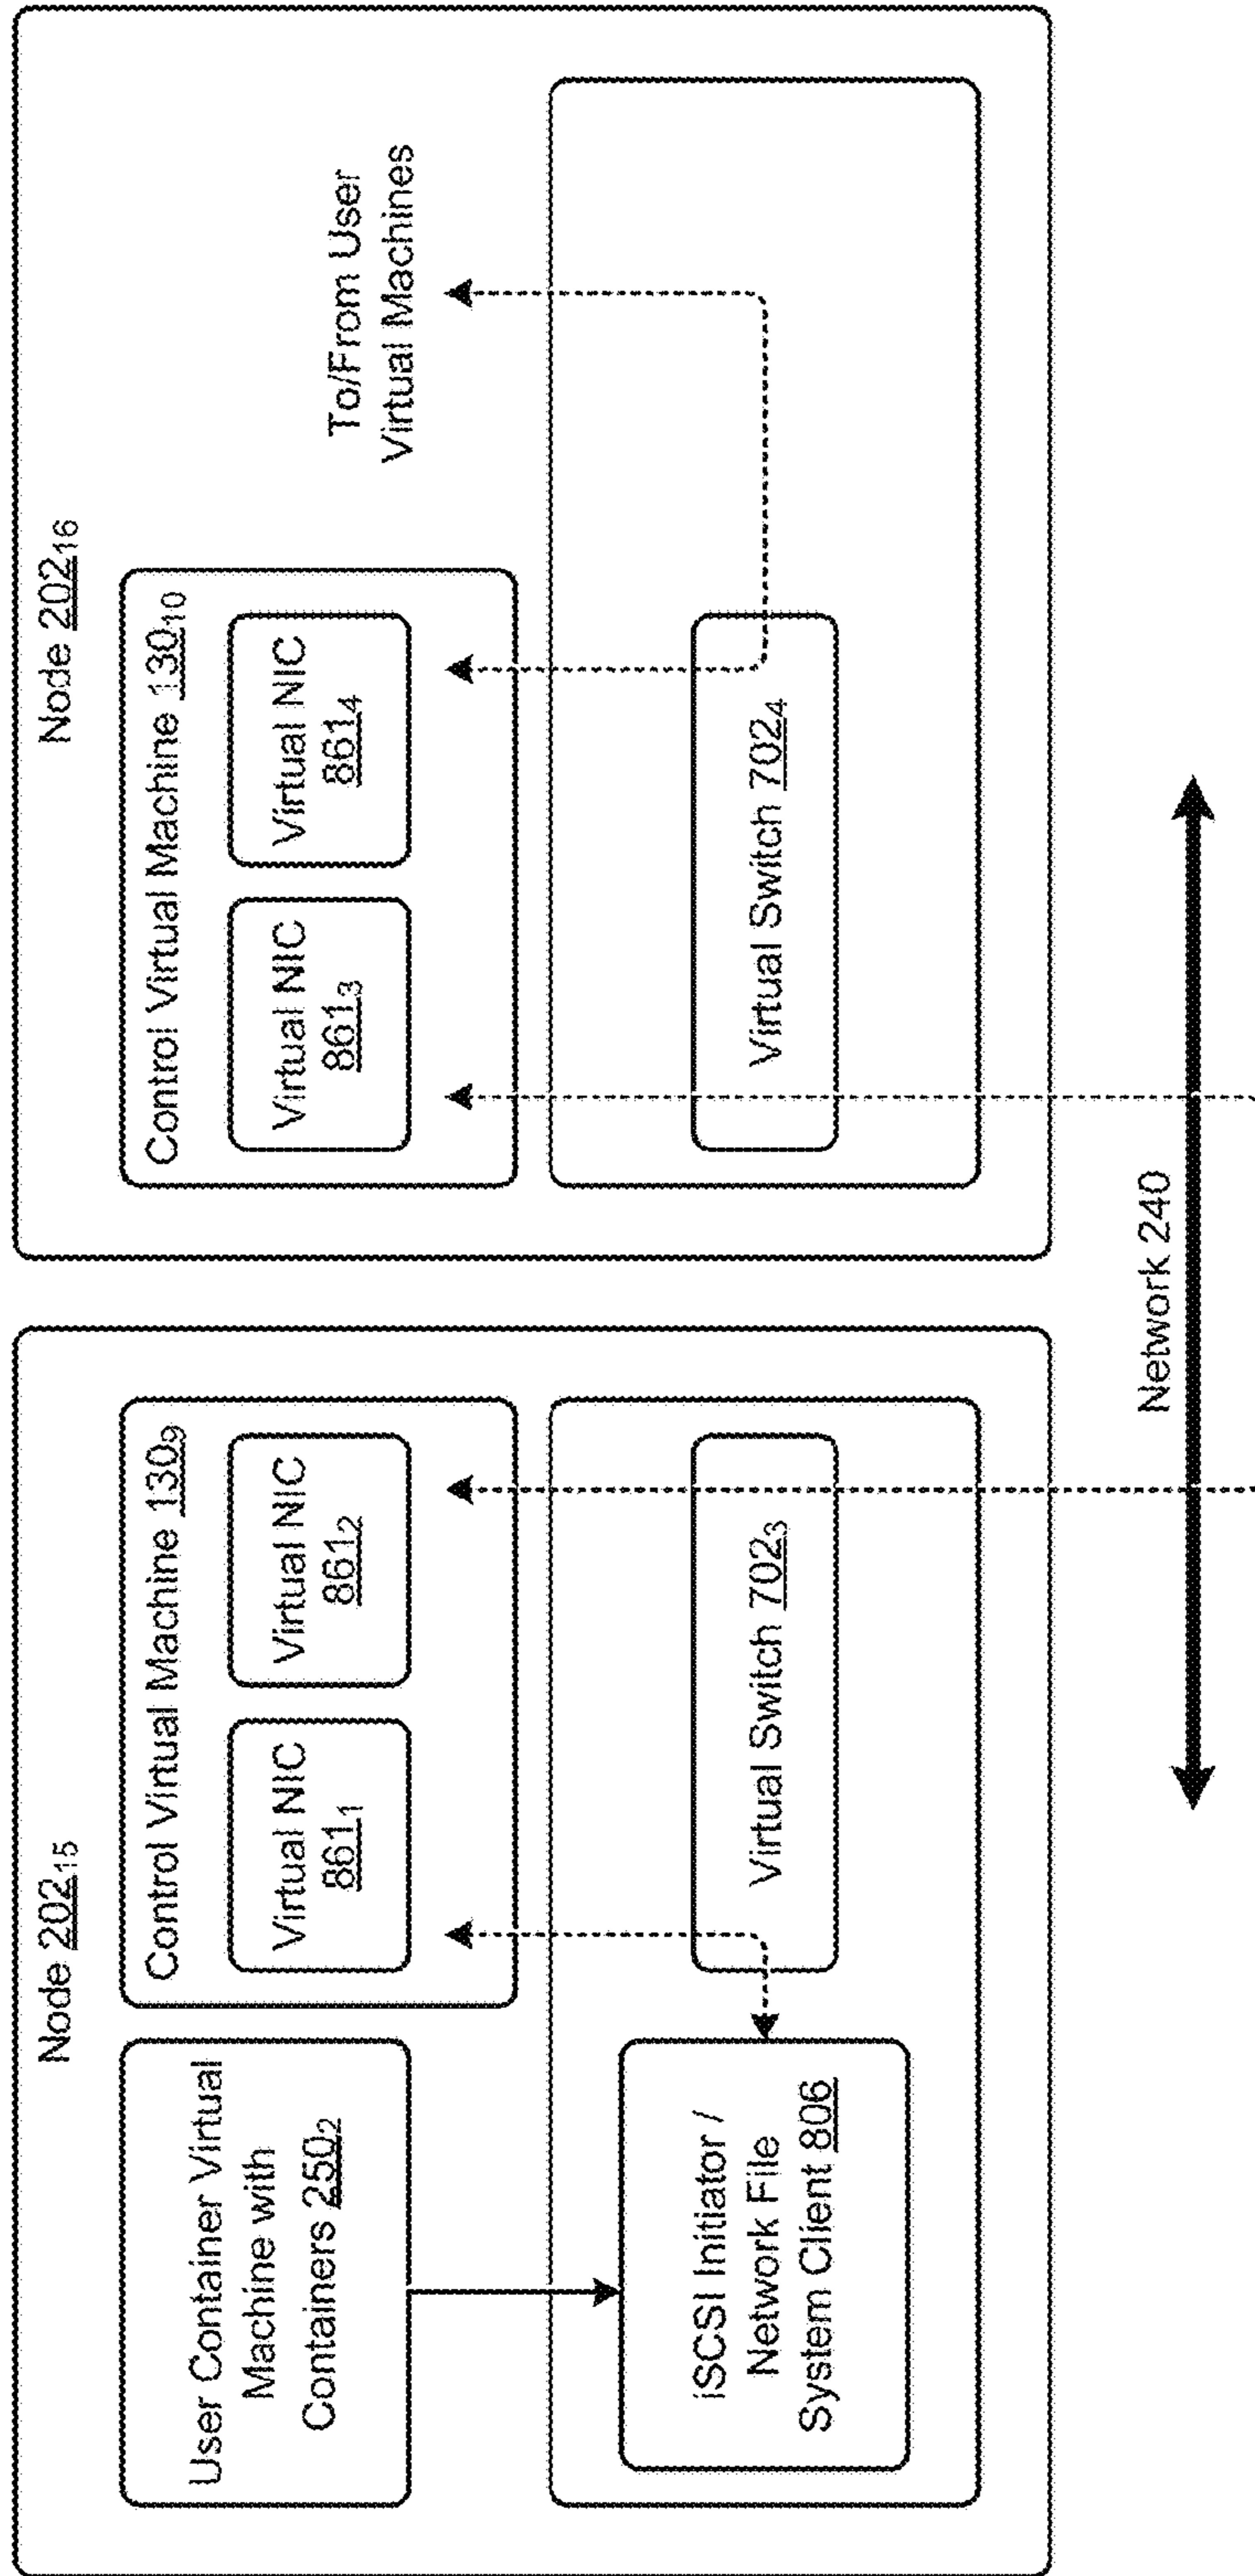 Node 202₁₅
User Container Virtual
Machine with
Containers 250₂
Control Virtual Machine 130₉
Virtual NIC
861₁
Virtual NIC
861₂
iSCSI Initiator /
Network File
System Client 806
Virtual Switch 702₃
Node 202₁₆
Control Virtual Machine 130₁₀
Virtual NIC
861₃
Virtual NIC
861₄
To/From User
Virtual Machines
Virtual Switch 702₄
Network 240